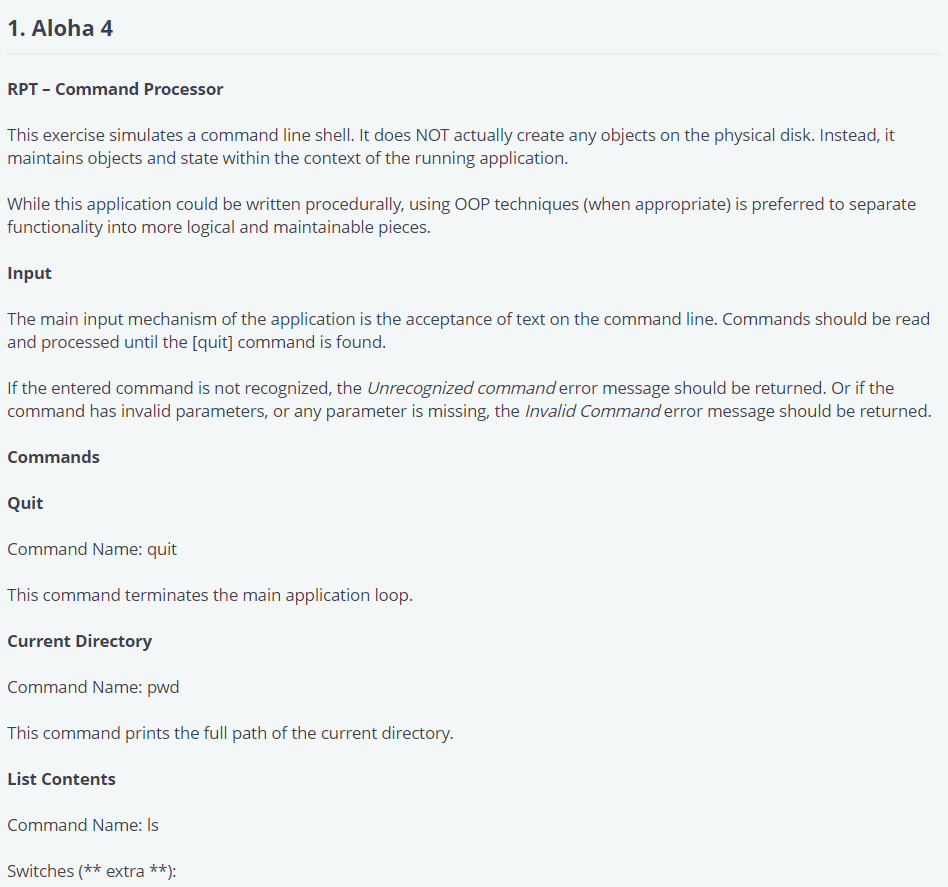 1. Aloha 4
RPT – Command Processor
This exercise simulates a command line shell. It does NOT actually create any objects on the physical disk. Instead, it
maintains objects and state within the context of the running application.
While this application could be written procedurally, using OOP techniques (when appropriate) is preferred to separate
functionality into more logical and maintainable pieces.
Input
The main input mechanism of the application is the acceptance of text on the command line. Commands should be read
and processed until the [quit] command is found.
If the entered command is not recognized, the Unrecognized command error message should be returned. Or if the
command has invalid parameters, or any parameter is missing, the Invalid Command error message should be returned.
Commands
Quit
Command Name: quit
This command terminates the main application loop.
Current Directory
Command Name: pwd
This command prints the full path of the current directory.
List Contents
Command Name: ls
Switches (** extra **):